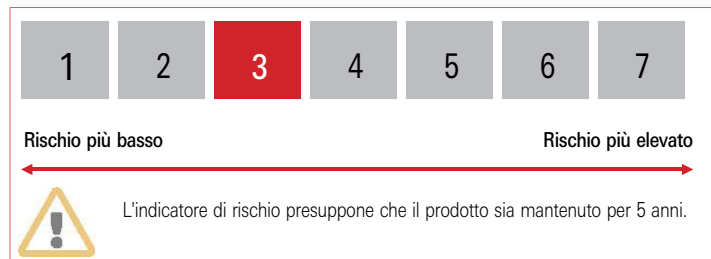 1 2 3 4 5 6 7
Rischio più basso Rischio più elevato
L'indicatore di rischio presuppone che il prodotto sia mantenuto per 5 anni.